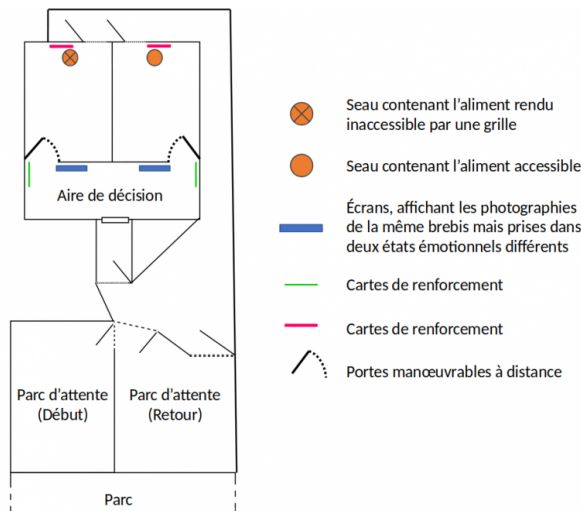 Aire de décision
Parc d’attente
(Début)
Parc d’attente
(Retour)
Parc
Seau contenant l’aliment rendu
inaccessible par une grille
Seau contenant l’aliment accessible
Écrans, affichant les photographies
de la même brebis mais prises dans
deux états émotionnels différents
Cartes de renforcement
Cartes de renforcement
Portes manœuvrables à distance